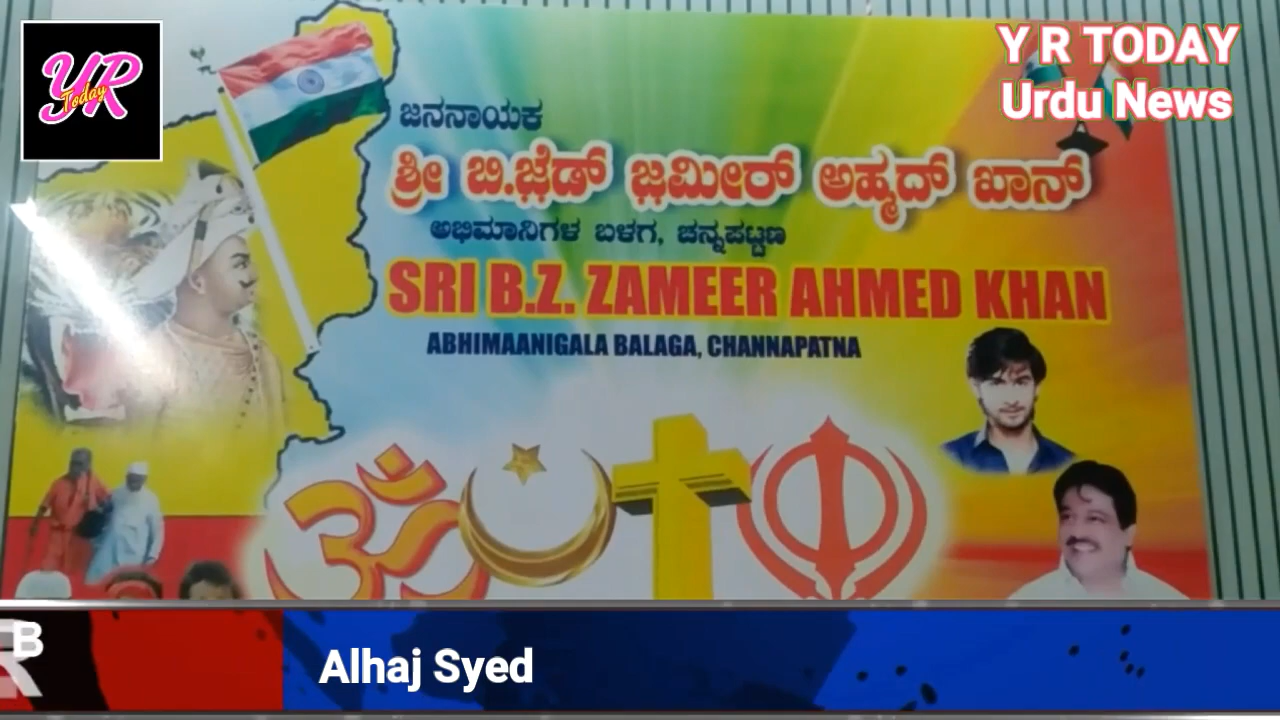 YR
Today
Y R TODAY
Urdu News
ಜನನಾಯಕ
ಶ್ರೀ ಬಿ.ಜೆಡ್ ಜ಼ಮೀರ್ ಅಹ್ಮದ್ ಖಾನ್
ಅಭಿಮಾನಿಗಳ ಬಳಗ, ಚನ್ನಪಟ್ಟಣ
SRI B.Z. ZAMEER AHMED KHAN
ABHIMAANIGALA BALAGA, CHANNAPATNA
B
Alhaj Syed